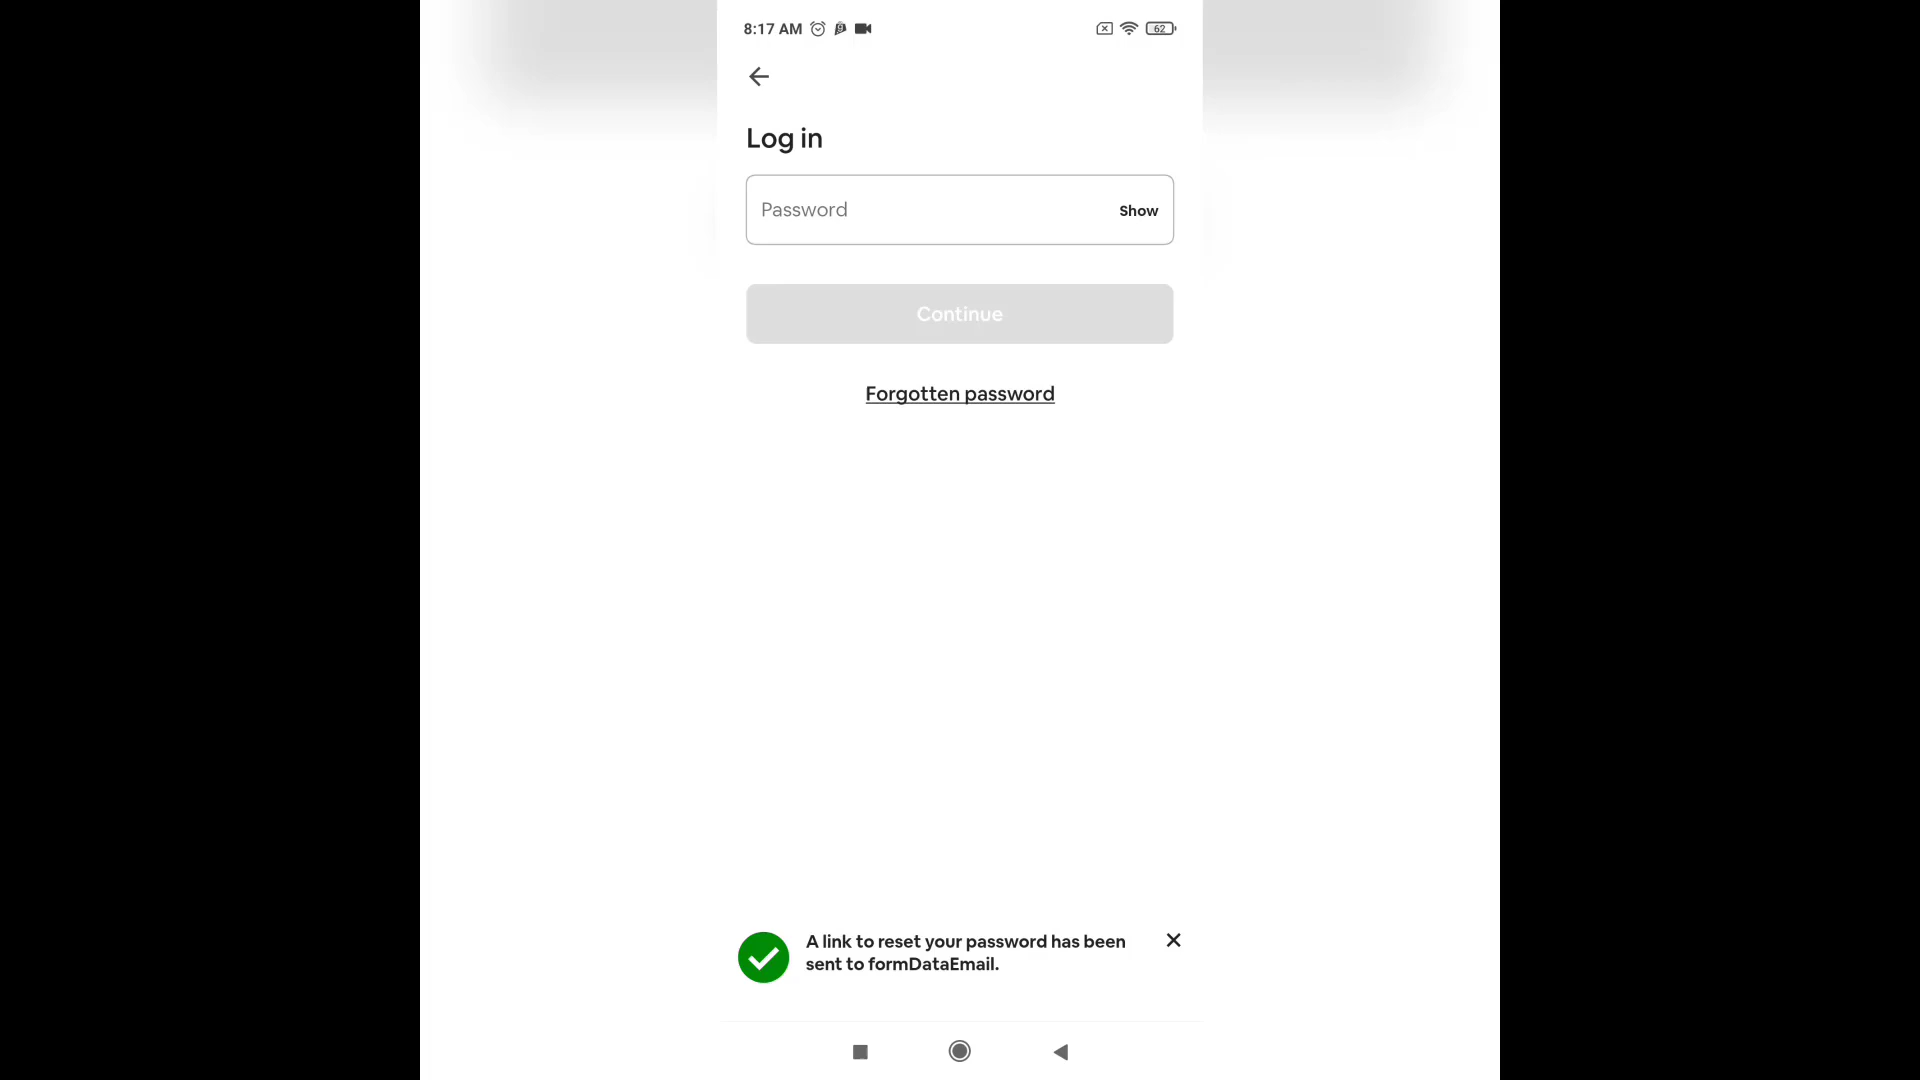 8:17 AM
62
Log in
Password
Show
Continue
Forgotten password
A link to reset your password has been
sent to formDataEmail.